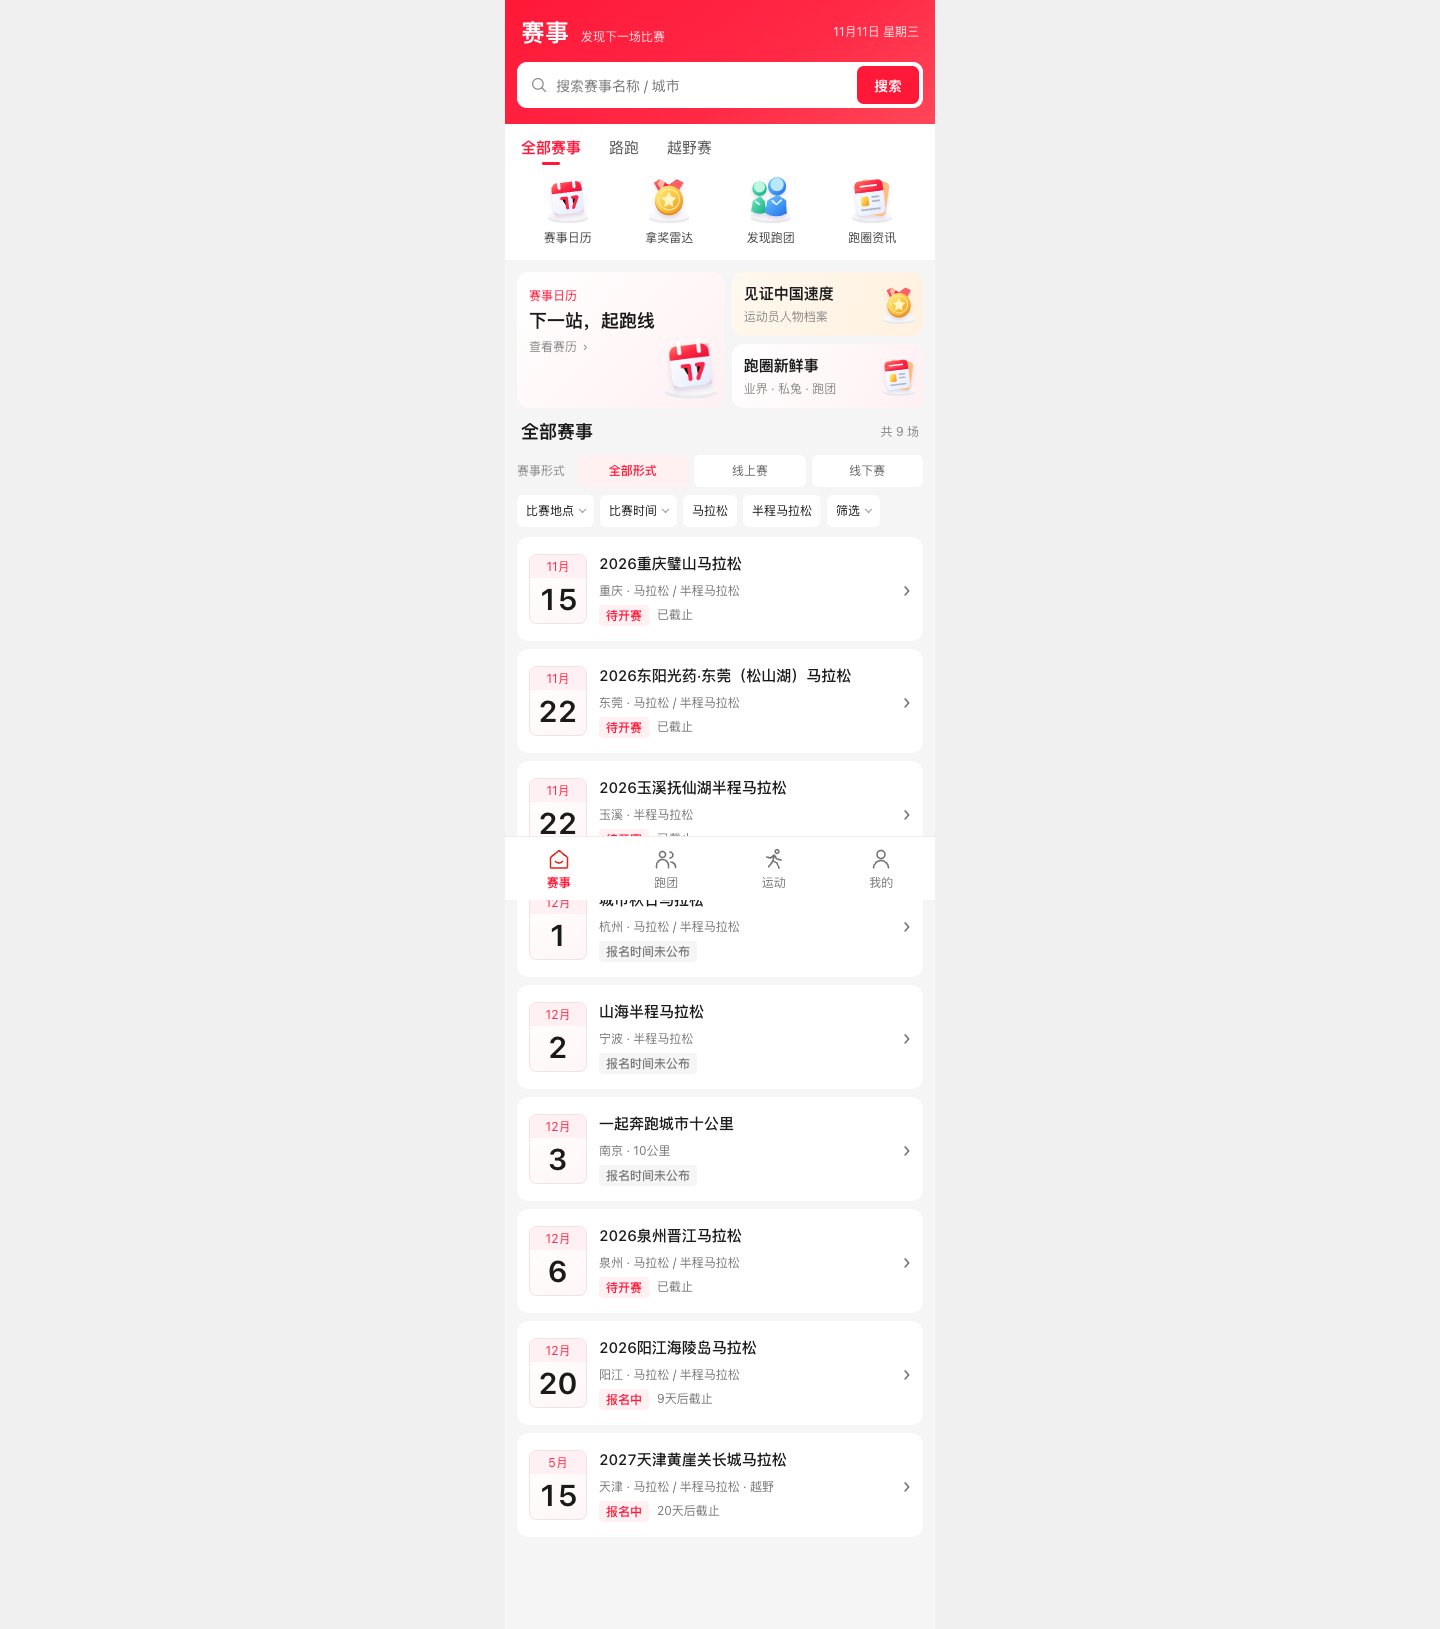 赛事 发现下一场比赛 11月11日 星期三
搜索赛事名称 / 城市 搜索
全部赛事 路跑 越野赛
17
赛事日历 拿奖雷达 发现跑团 跑圈资讯
赛事日历
下一站，起跑线
查看赛历 ›
17
见证中国速度
运动员人物档案
跑圈新鲜事
业界 · 私兔 · 跑团
全部赛事 共 9 场
赛事形式 全部形式 线上赛 线下赛
比赛地点 比赛时间 马拉松 半程马拉松 筛选
11月
15
2026重庆璧山马拉松
重庆 · 马拉松 / 半程马拉松
待开赛 已截止
11月
22
2026东阳光药·东莞（松山湖）马拉松
东莞 · 马拉松 / 半程马拉松
待开赛 已截止
11月
22
2026玉溪抚仙湖半程马拉松
玉溪 · 半程马拉松
赛事 跑团 运动 我的
12月
1
杭州 · 马拉松 / 半程马拉松
报名时间未公布
12月
2
山海半程马拉松
宁波 · 半程马拉松
报名时间未公布
12月
3
一起奔跑城市十公里
南京 · 10公里
报名时间未公布
12月
6
2026泉州晋江马拉松
泉州 · 马拉松 / 半程马拉松
待开赛 已截止
12月
20
2026阳江海陵岛马拉松
阳江 · 马拉松 / 半程马拉松
报名中 9天后截止
5月
15
2027天津黄崖关长城马拉松
天津 · 马拉松 / 半程马拉松 · 越野
报名中 20天后截止